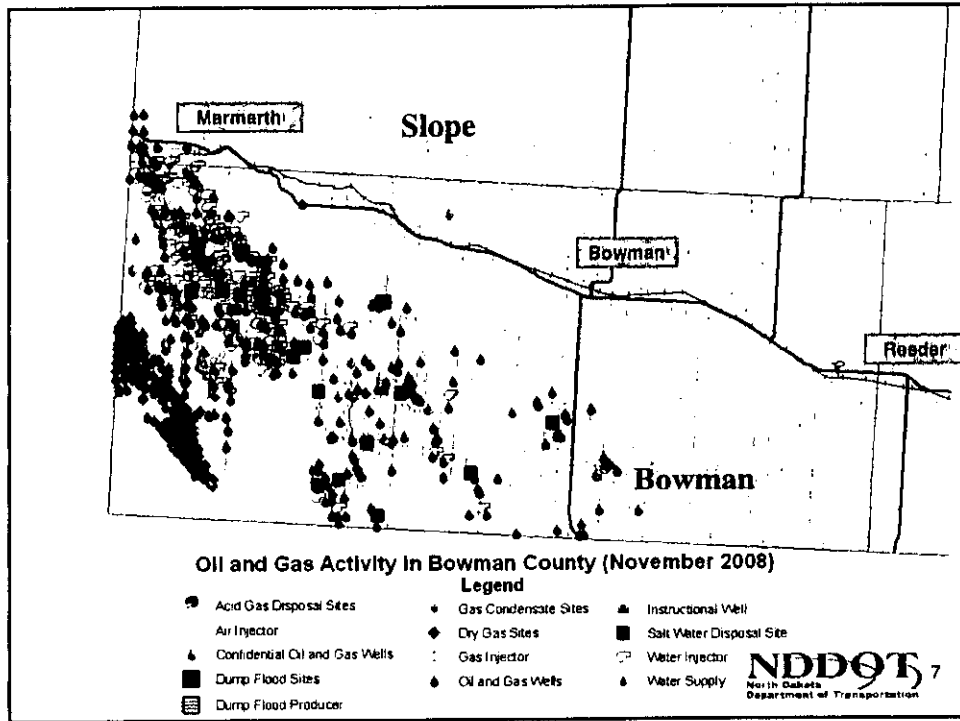 Marmarth
Slope
Bowman
Reeder
Bowman
Oil and Gas Activity in Bowman County (November 2008)
Legend
Acid Gas Disposal Sites
Air Injector
Confidential Oil and Gas Wells
Dump Flood Sites
Dump Flood Producer
Gas Condensate Sites
Dry Gas Sites
Gas Injector
Oil and Gas Wells
Instructional Well
Salt Water Disposal Site
Water Injector
Water Supply
NDDOT
North Dakota
Department of Transportation
7